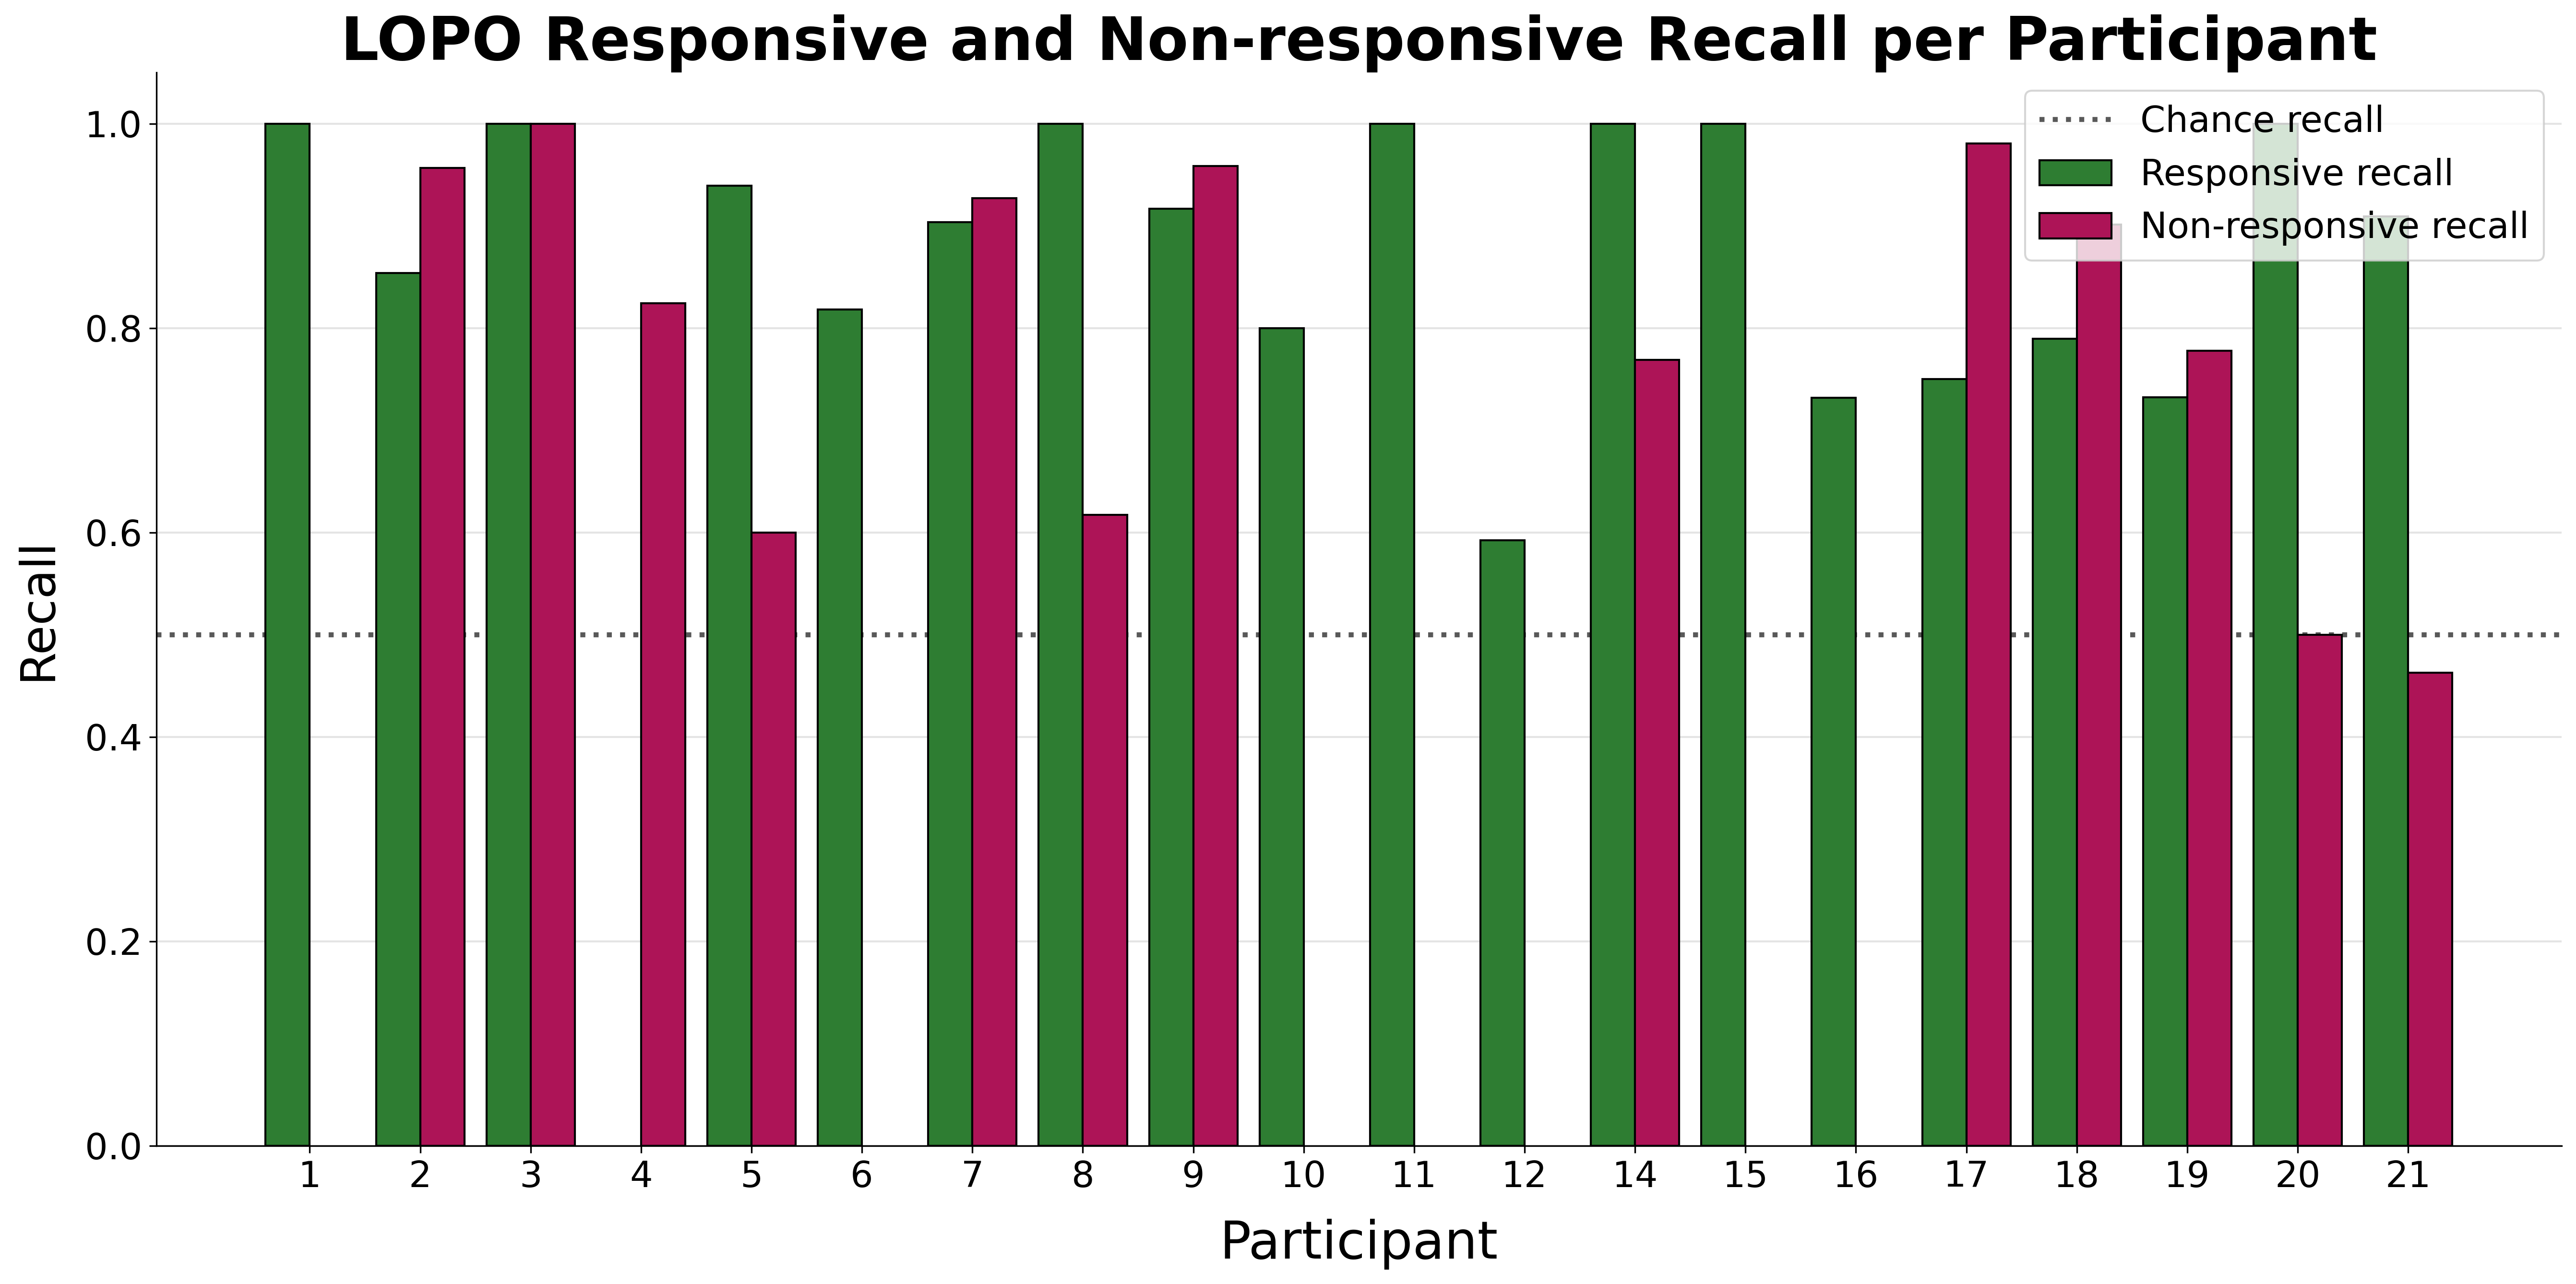 LOPO Responsive and Non-responsive Recall per Participant
Chance recall
Responsive recall
Non-responsive recall
Recall
1.0
0.8
0.6
0.4
0.2
0.0
1 2 3 4 5 6 7 8 9 10 11 12 14 15 16 17 18 19 20 21
Participant